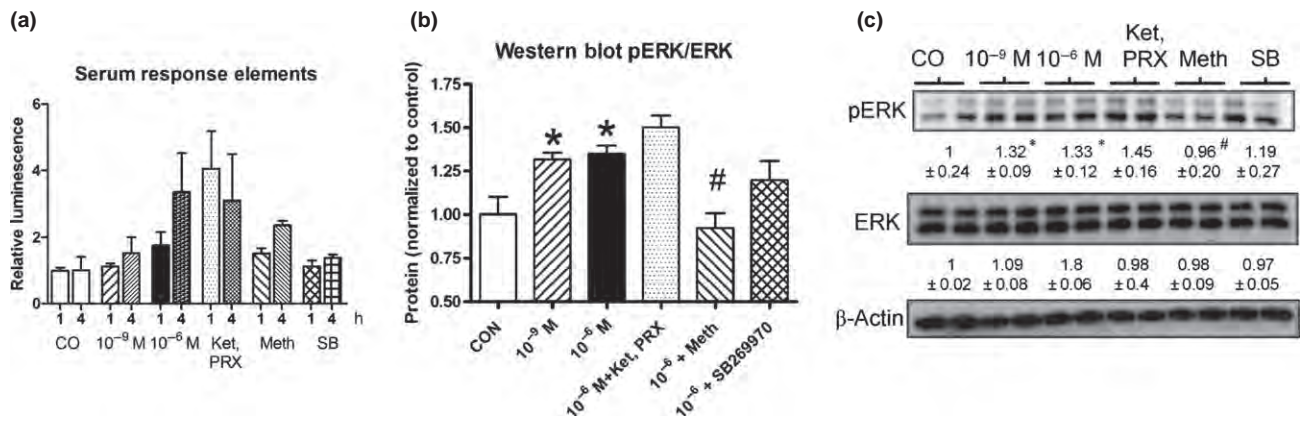 (a)
Serum response elements
Relative luminescence
6
4
2
0
1 4 1 4 1 4 1 4 1 4 1 4 h
CO 10⁻⁹ M 10⁻⁶ M Ket, PRX Meth SB
(b)
Western blot pERK/ERK
Protein (normalized to control)
1.50
1.25
1.00
0.75
0.50
* * #
CON
10⁻⁹ M
10⁻⁶ M
10⁻⁶ M+Ket, PRX
10⁻⁶ + Meth
10⁻⁶ + SB269970
(c)
Ket,
CO 10⁻⁹ M 10⁻⁶ M PRX Meth SB
pERK
1 1.32 * 1.33 * 1.45 0.96 # 1.19
± 0.24 ± 0.09 ± 0.12 ± 0.16 ± 0.20 ± 0.27
ERK
1 1.09 1.8 0.98 0.98 0.97
± 0.02 ± 0.08 ± 0.06 ± 0.4 ± 0.09 ± 0.05
β-Actin